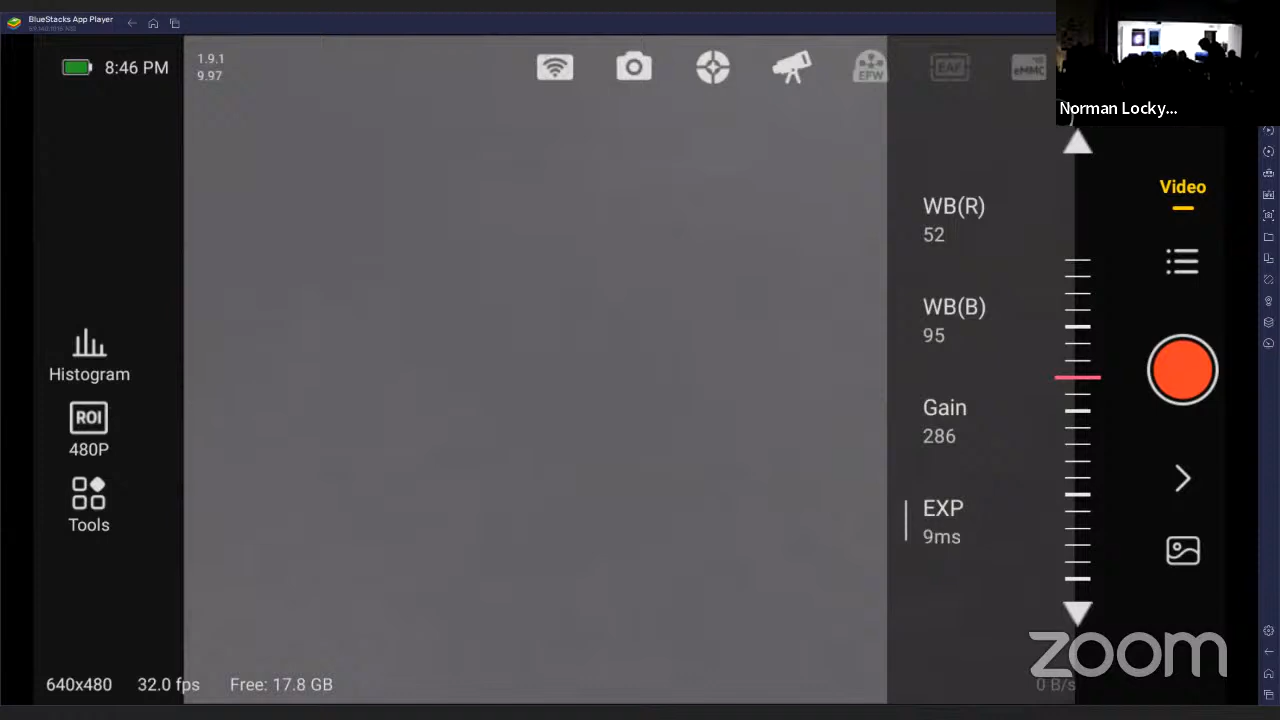 BlueStacks App Player
8:46 PM
1.9.1
9.97
EFW
EAF
eMMC
Norman Locky...
Video
WB(R)
52
WB(B)
95
Gain
286
EXP
9ms
Histogram
ROI
480P
Tools
640x480
32.0 fps
Free: 17.8 GB
0 B/s
zoom